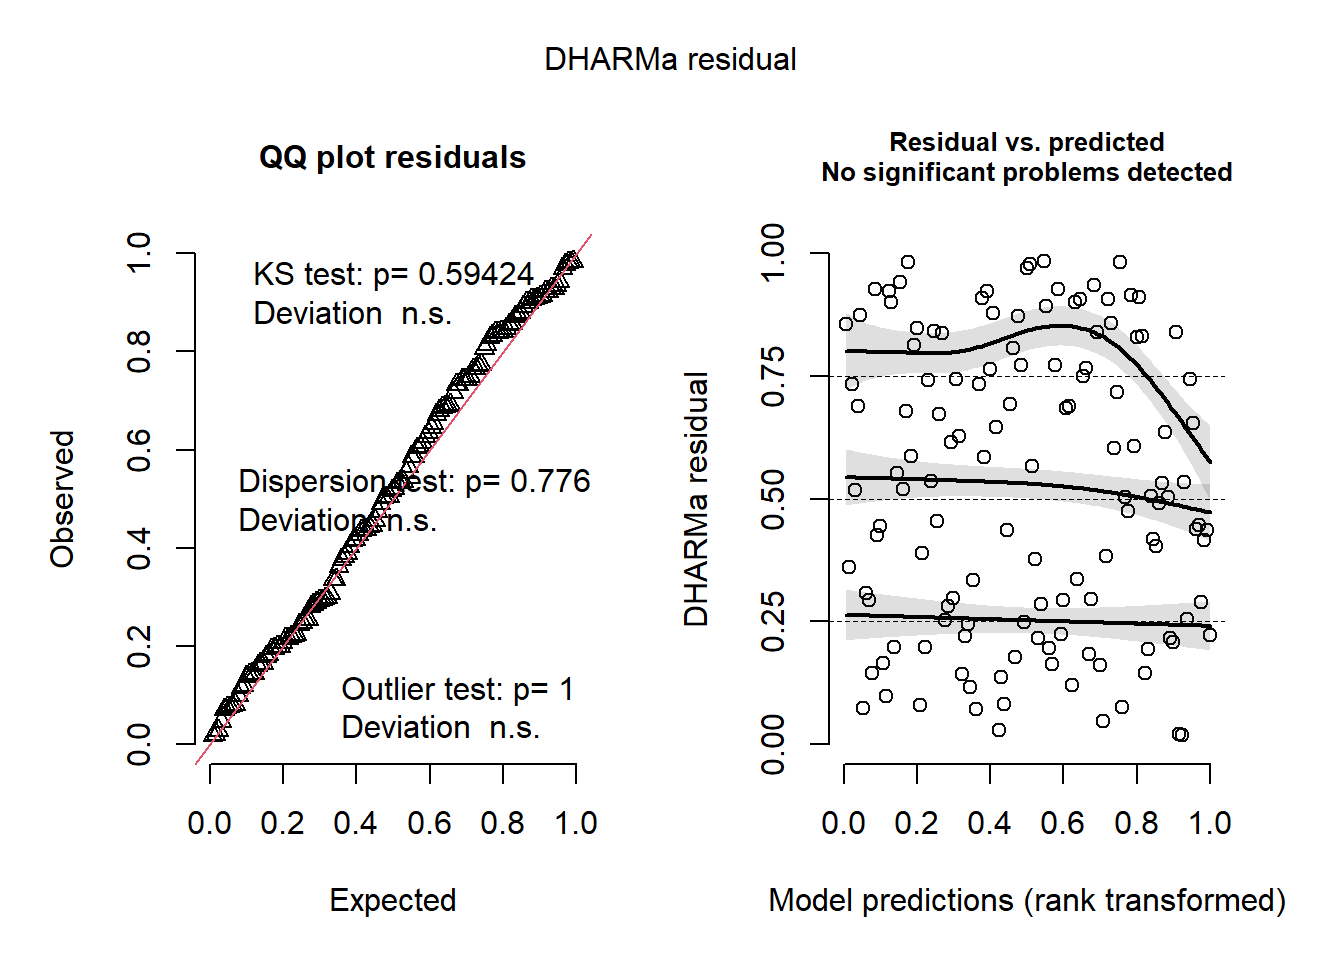 DHARMa residual
QQ plot residuals
KS test: p= 0.59424
Deviation  n.s.
Dispersion test: p= 0.776
Deviation  n.s.
Outlier test: p= 1
Deviation  n.s.
Observed
0.0 0.2 0.4 0.6 0.8 1.0
0.0 0.2 0.4 0.6 0.8 1.0
Expected
Residual vs. predicted
No significant problems detected
DHARMa residual
0.00 0.25 0.50 0.75 1.00
0.0 0.2 0.4 0.6 0.8 1.0
Model predictions (rank transformed)